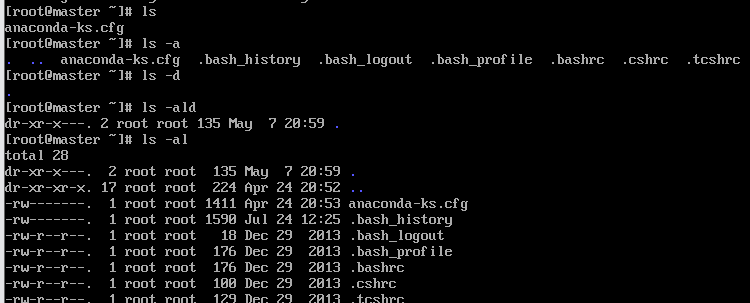 [root@master ~]# ls
anaconda-ks.cfg
[root@master ~]# ls -a
.  ..  anaconda-ks.cfg  .bash_history  .bash_logout  .bash_profile  .bashrc  .cshrc  .tcshrc
[root@master ~]# ls -d
.
[root@master ~]# ls -ald
dr-xr-x---. 2 root root 135 May  7 20:59 .
[root@master ~]# ls -al
total 28
dr-xr-x---.  2 root root  135 May  7 20:59 .
dr-xr-xr-x. 17 root root  224 Apr 24 20:52 ..
-rw-------.  1 root root 1411 Apr 24 20:53 anaconda-ks.cfg
-rw-------.  1 root root 1590 Jul 24 12:25 .bash_history
-rw-r--r--.  1 root root   18 Dec 29  2013 .bash_logout
-rw-r--r--.  1 root root  176 Dec 29  2013 .bash_profile
-rw-r--r--.  1 root root  176 Dec 29  2013 .bashrc
-rw-r--r--.  1 root root  100 Dec 29  2013 .cshrc
-rw-r--r--.  1 root root  129 Dec 29  2013 .tcshrc